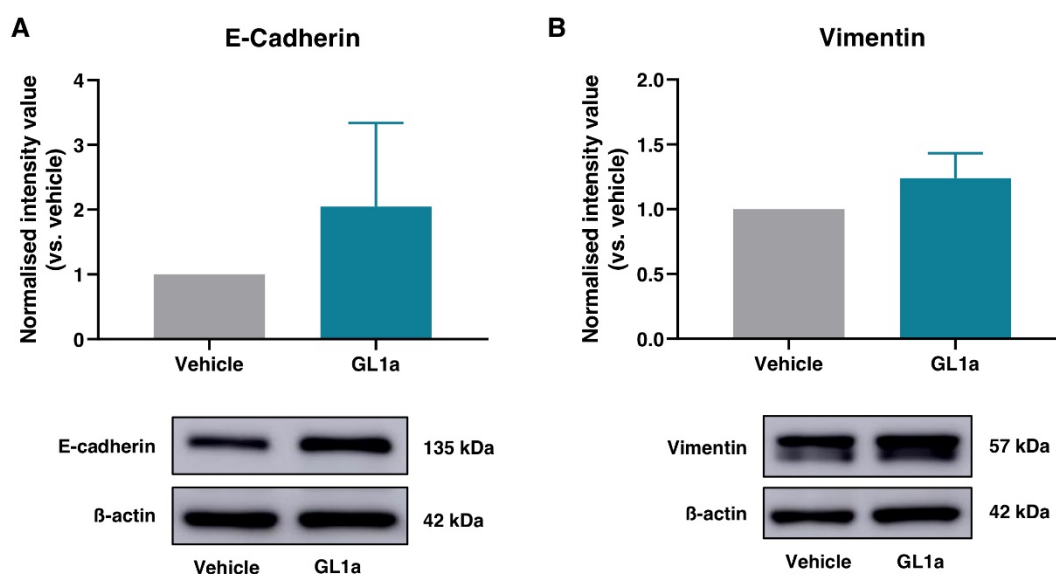 A
E-Cadherin
Normalised intensity value
(vs. vehicle)
4
3
2
1
0
Vehicle
GL1a
E-cadherin
135 kDa
ß-actin
42 kDa
Vehicle
GL1a
B
Vimentin
Normalised intensity value
(vs. vehicle)
2.0
1.5
1.0
0.5
0.0
Vehicle
GL1a
Vimentin
57 kDa
ß-actin
42 kDa
Vehicle
GL1a